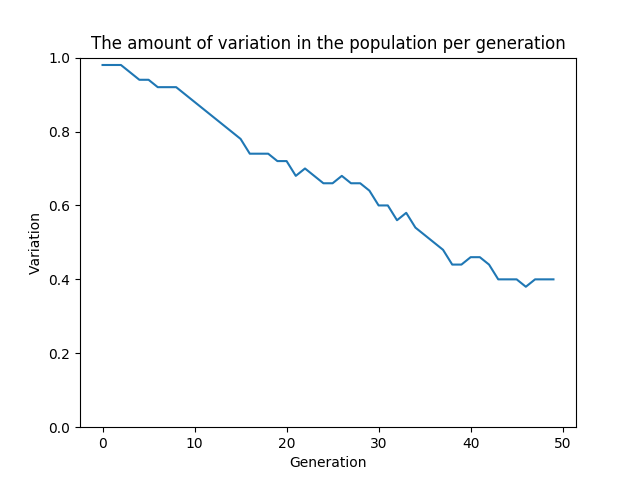 The amount of variation in the population per generation
1.0
0.8
0.6
0.4
0.2
0.0
Variation
0 10 20 30 40 50
Generation